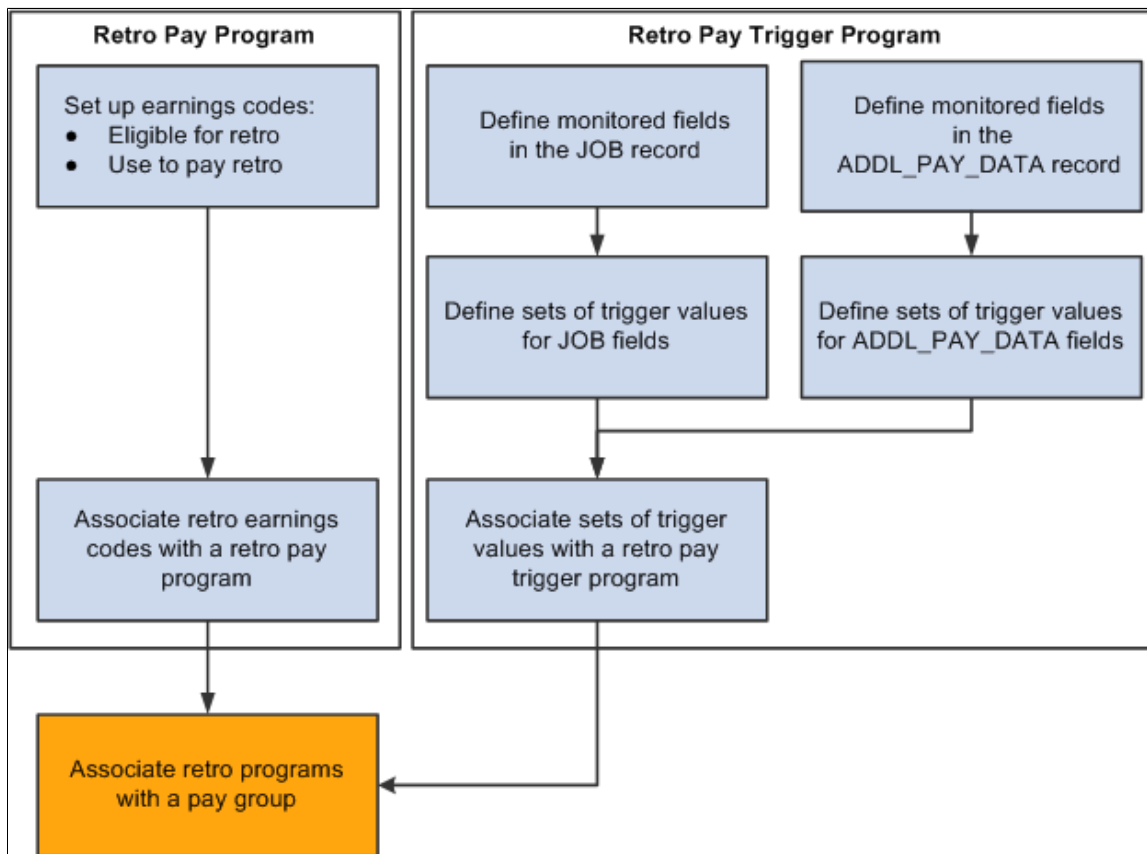 Retro Pay Program
Set up earnings codes:
● Eligible for retro
● Use to pay retro
Associate retro earnings
codes with a retro pay
program
Retro Pay Trigger Program
Define monitored fields
in the JOB record
Define monitored fields
in the
ADDL_PAY_DATA record
Define sets of trigger values
for JOB fields
Define sets of trigger values
for ADDL_PAY_DATA fields
Associate sets of trigger
values with a retro pay
trigger program
Associate retro programs
with a pay group